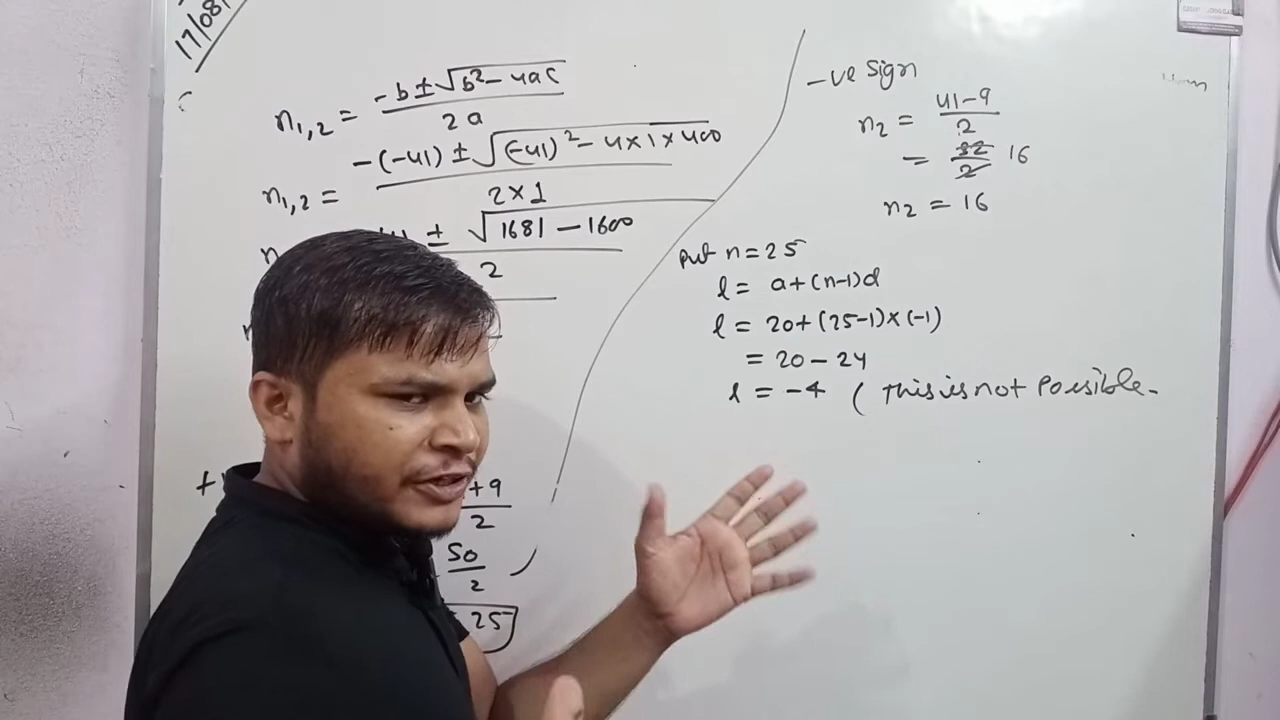 17/08/
n₁,₂ = -b ± √b² - 4ac / 2a
n₁,₂ = -(-41) ± √(-41)² - 4×1×400 / 2×1
± √1681 - 1600 / 2
+9 / 2
50 / 2
25
-ve sign
n₂ = 41-9 / 2
= 32 / 2 16
n₂ = 16
Put n = 25
l = a+(n-1)d
l = 20+(25-1)×(-1)
= 20-24
l = -4 ( This is not Possible.